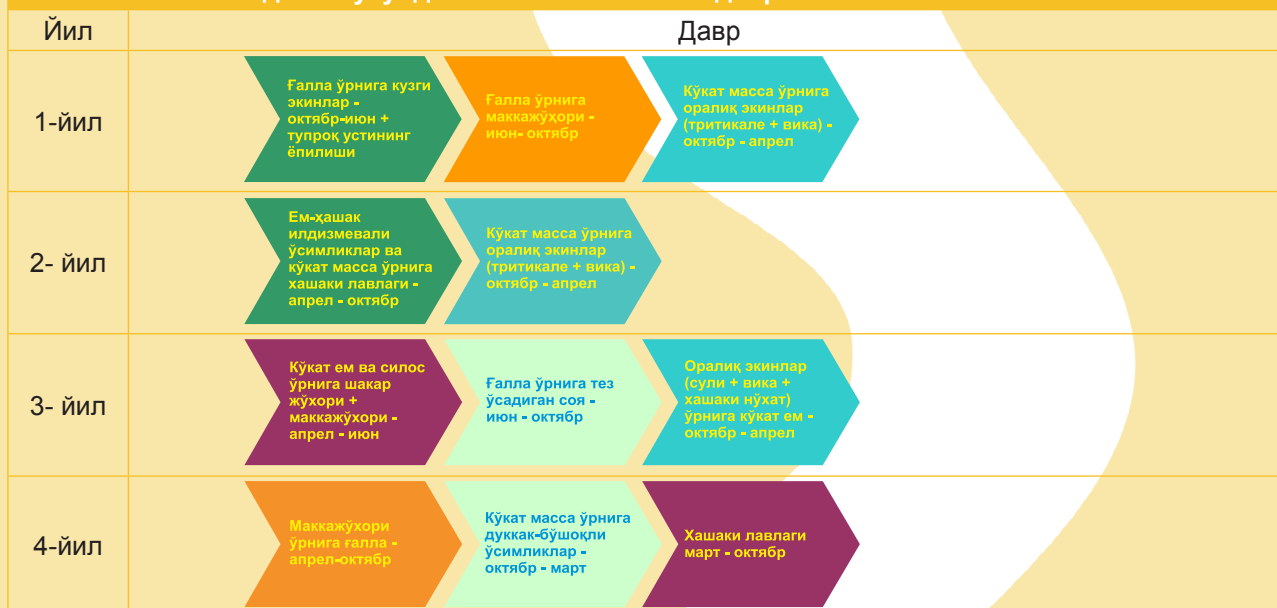 Йил
Давр
1-йил
Ғалла ўрнига кузги
экинлар -
октябр-июн +
тупроқ устининг
ёпилиши
Ғалла ўрнига
маккажўҳори -
июн- октябр
Кўкат масса ўрнига
оралиқ экинлар
(тритикале + вика) -
октябр - апрел
2- йил
Ем-ҳашак
илдизмевали
ўсимликлар ва
кўкат масса ўрнига
хашаки лавлаги -
апрел - октябр
Кўкат масса ўрнига
оралиқ экинлар
(тритикале + вика) -
октябр - апрел
3- йил
Кўкат ем ва силос
ўрнига шакар
жўхори +
маккажўхори -
апрел - июн
Ғалла ўрнига тез
ўсадиган соя -
июн - октябр
Оралиқ экинлар
(сули + вика +
хашаки нўхат)
ўрнига кўкат ем -
октябр - апрел
4-йил
Маккажўхори
ўрнига ғалла -
апрел-октябр
Кўкат масса ўрнига
дуккак-бўшоқли
ўсимликлар -
октябр - март
Хашаки лавлаги
март - октябр